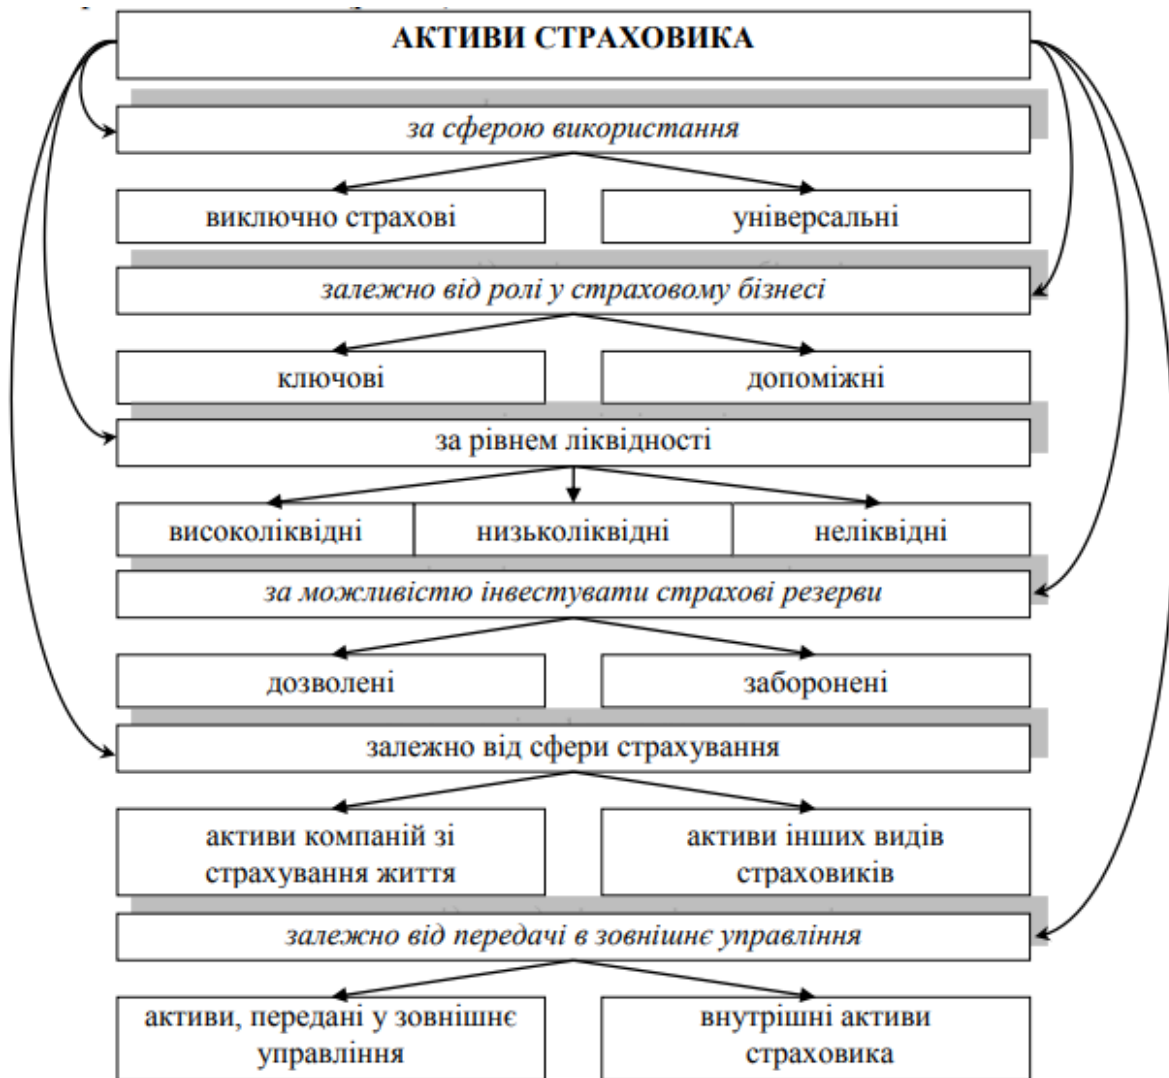 АКТИВИ СТРАХОВИКА
за сферою використання
виключно страхові
універсальні
залежно від ролі у страховому бізнесі
ключові
допоміжні
за рівнем ліквідності
високоліквідні
низьколіквідні
неліквідні
за можливістю інвестувати страхові резерви
дозволені
заборонені
залежно від сфери страхування
активи компаній зі
страхування життя
активи інших видів
страховиків
залежно від передачі в зовнішнє управління
активи, передані у зовнішнє
управління
внутрішні активи
страховика